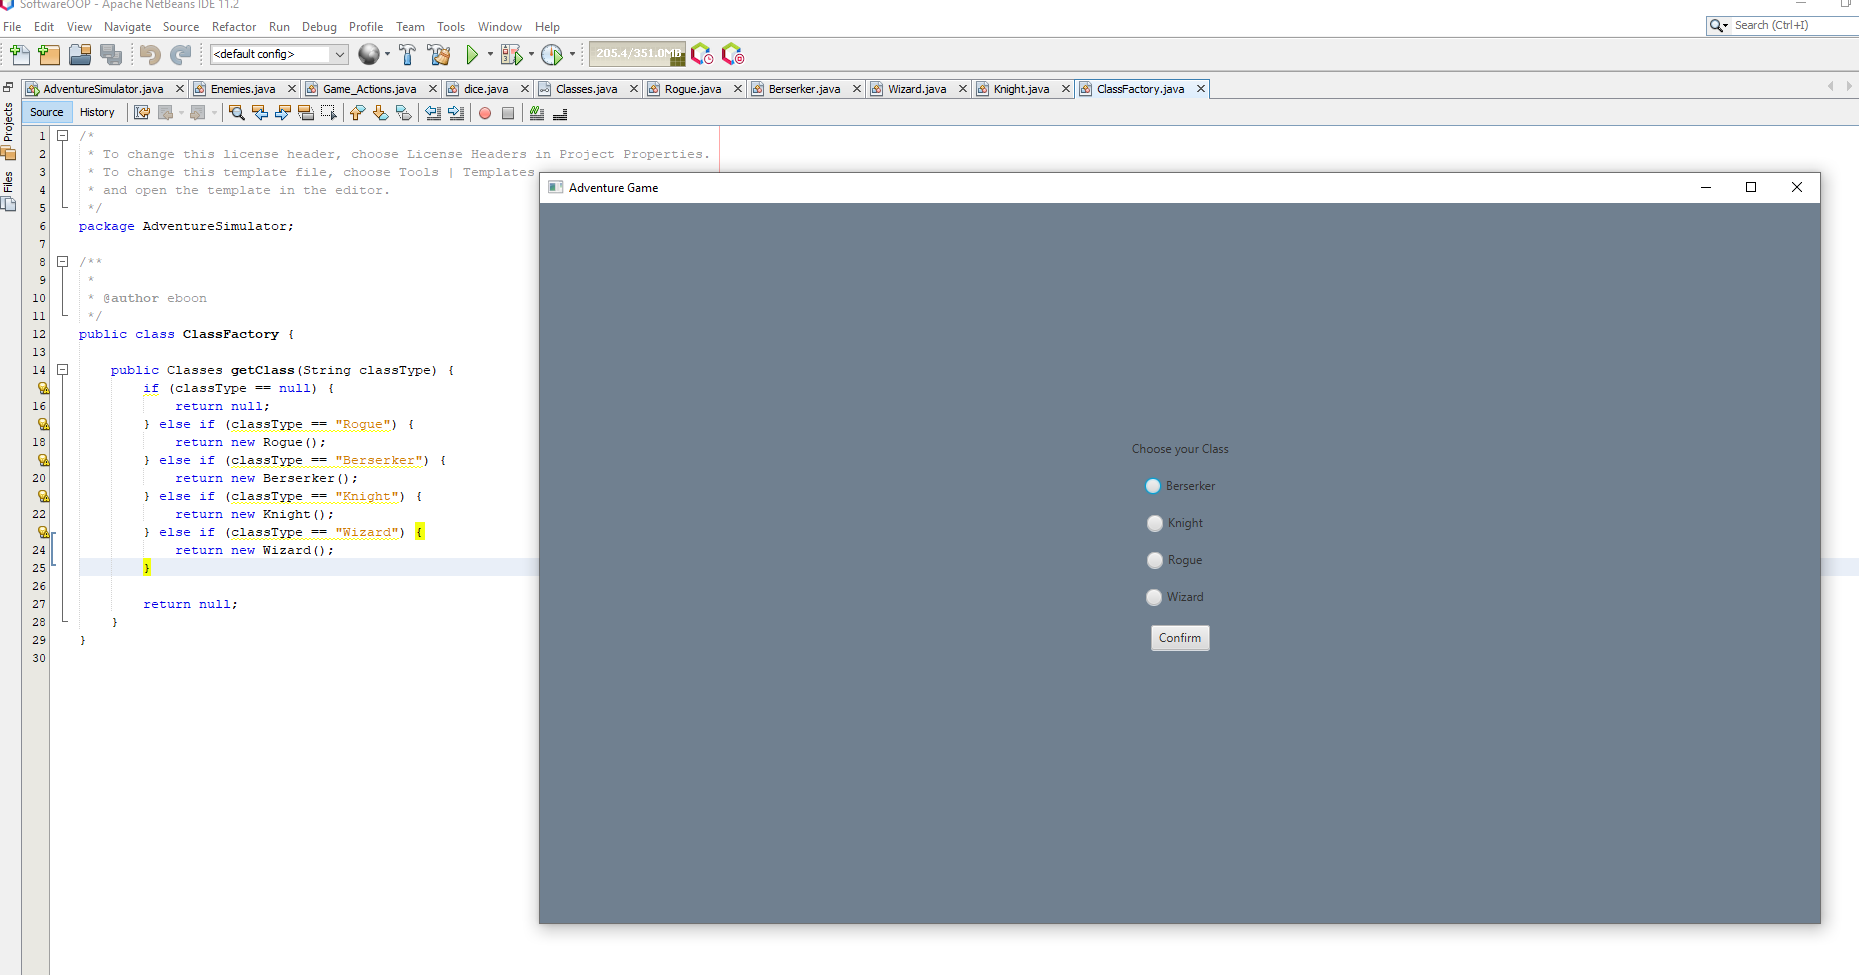 SoftwareOOP - Apache NetBeans IDE 11.2
File Edit View Navigate Source Refactor Run Debug Profile Team Tools Window Help
Search (Ctrl+I)
<default config>
205.4/351.0MB
AdventureSimulator.java Enemies.java Game_Actions.java dice.java Classes.java Rogue.java Berserker.java Wizard.java Knight.java ClassFactory.java
Source History
Projects
Files
1 /*
2 * To change this license header, choose License Headers in Project Properties.
3 * To change this template file, choose Tools | Templates
4 * and open the template in the editor.
5 */
6 package AdventureSimulator;
7
8 /**
9 *
10 * @author eboon
11 */
12 public class ClassFactory {
13
14 public Classes getClass(String classType) {
if (classType == null) {
16 return null;
} else if (classType == "Rogue") {
18 return new Rogue();
} else if (classType == "Berserker") {
20 return new Berserker();
} else if (classType == "Knight") {
22 return new Knight();
} else if (classType == "Wizard") {
24 return new Wizard();
25 }
26
27 return null;
28 }
29 }
30
Adventure Game
Choose your Class
Berserker
Knight
Rogue
Wizard
Confirm